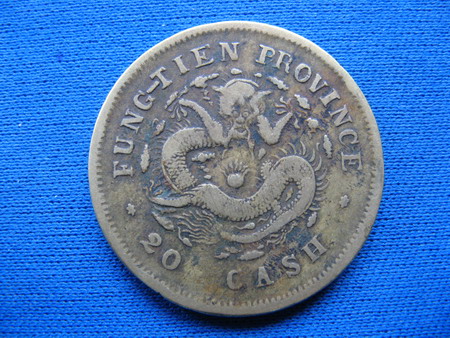 FUNG-TIEN PROVINCE
20 CASH